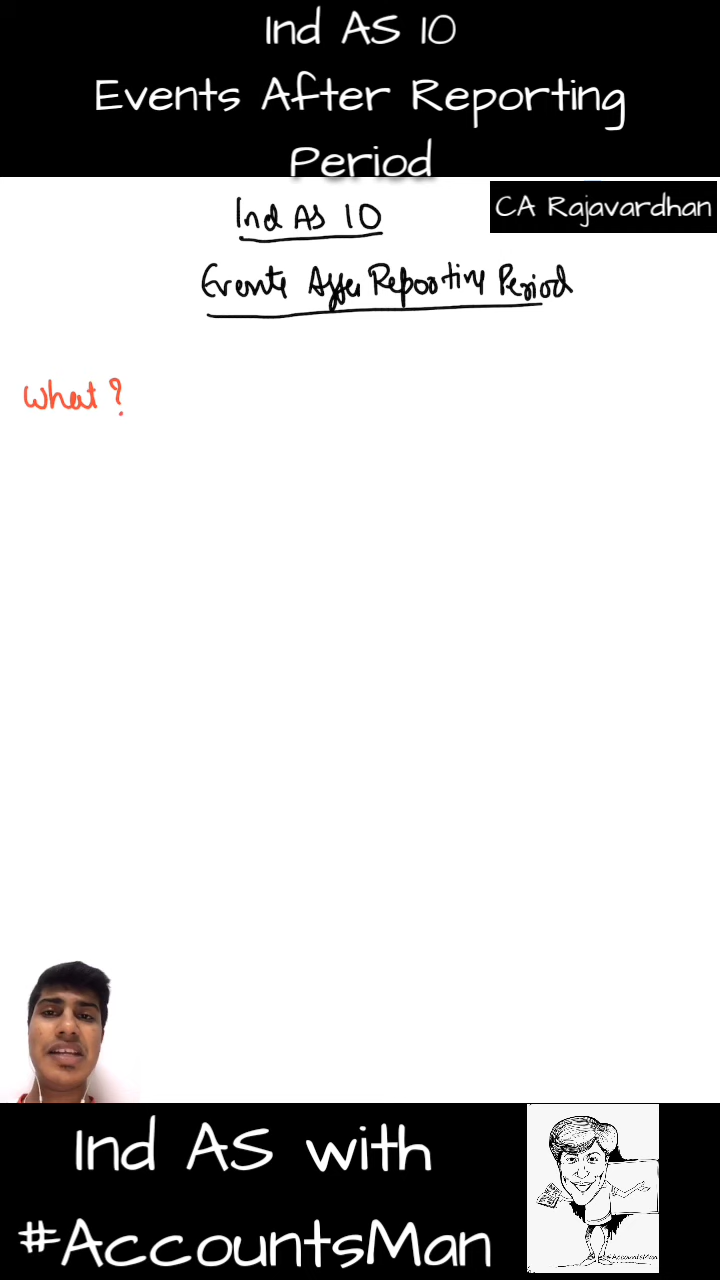 Ind AS 10
Events After Reporting
Period
CA Rajavardhan
Ind AS 10
Events After Reporting Period
What ?
Ind AS with
#AccountsMan
#AccountsMan